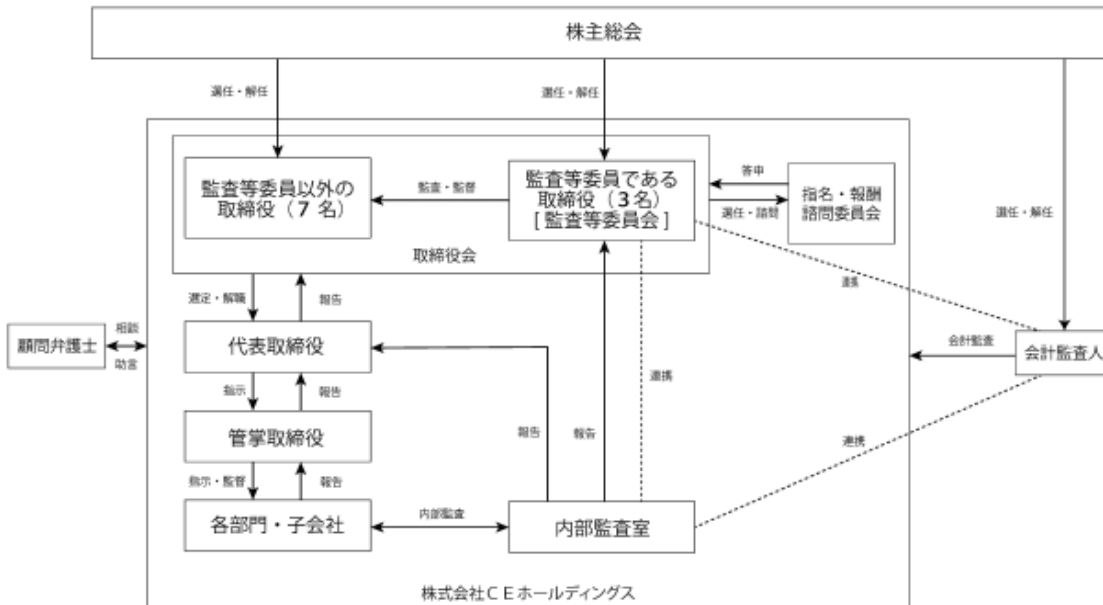 株主総会
選任・解任
選任・解任
選任・解任
監査等委員以外の
取締役（7名）
監査・監督
監査等委員である
取締役（3名）
[ 監査等委員会 ]
答申
選任・諮問
指名・報酬
諮問委員会
取締役会
選定・解職
報告
連携
顧問弁護士
相談
助言
代表取締役
会計監査
会計監査人
指示
報告
連携
管掌取締役
報告
報告
連携
指示・監督
報告
各部門・子会社
内部監査
内部監査室
株式会社ＣＥホールディングス